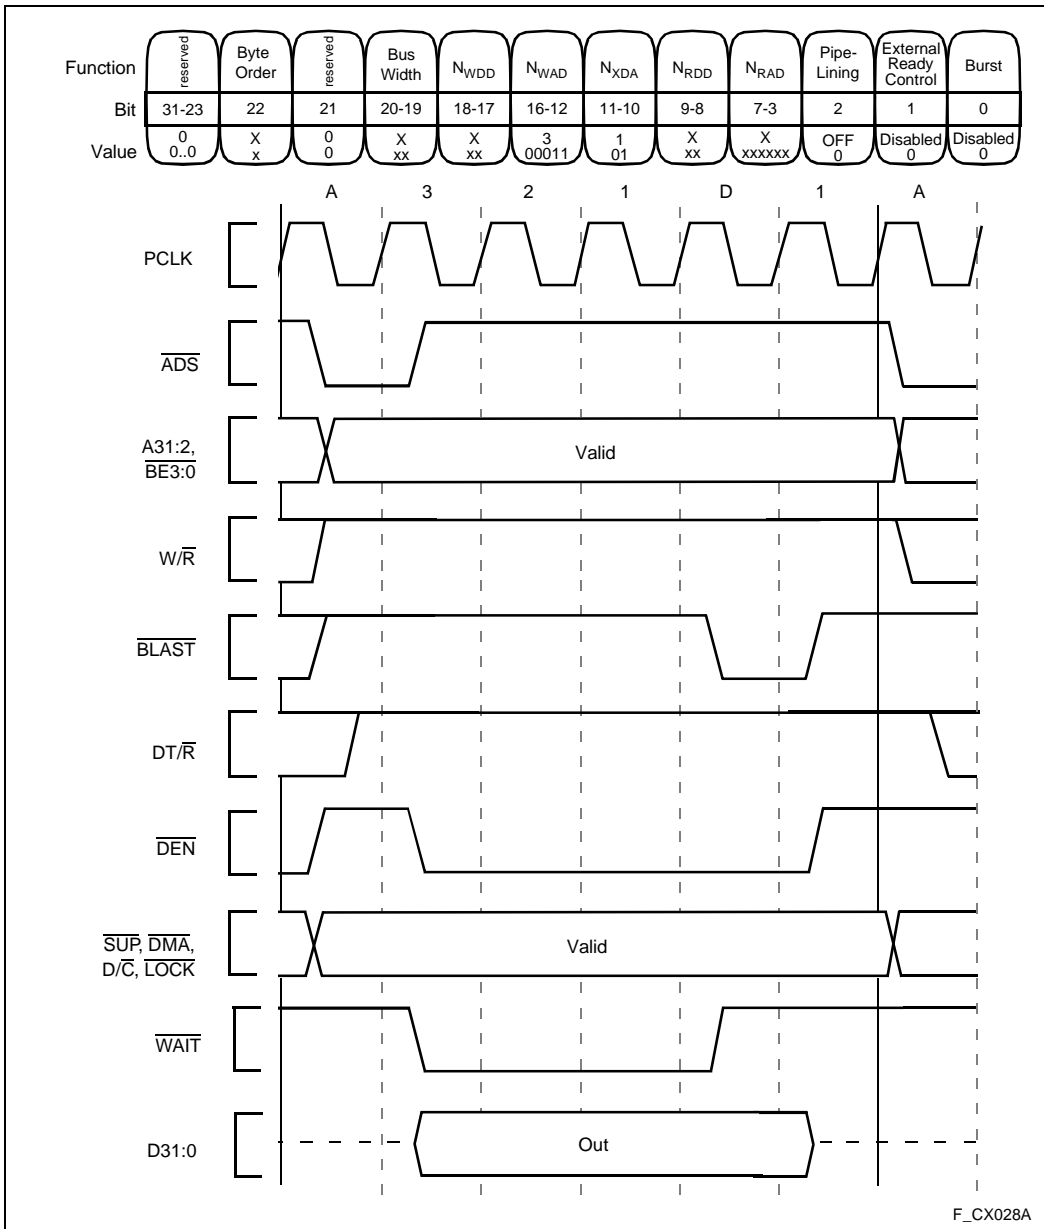 Function reserved Byte Order reserved Bus Width NWDD NWAD NXDA NRDD NRAD Pipe-Lining External Ready Control Burst
Bit 31-23 22 21 20-19 18-17 16-12 11-10 9-8 7-3 2 1 0
Value 0 X 0 X X 3 1 X X OFF Disabled Disabled
0..0 x 0 xx xx 00011 01 xx xxxxxx 0 0 0
A 3 2 1 D 1 A
PCLK
ADS
A31:2,
BE3:0
Valid
W/R
BLAST
DT/R
DEN
SUP, DMA,
D/C, LOCK
Valid
WAIT
D31:0
Out
F_CX028A